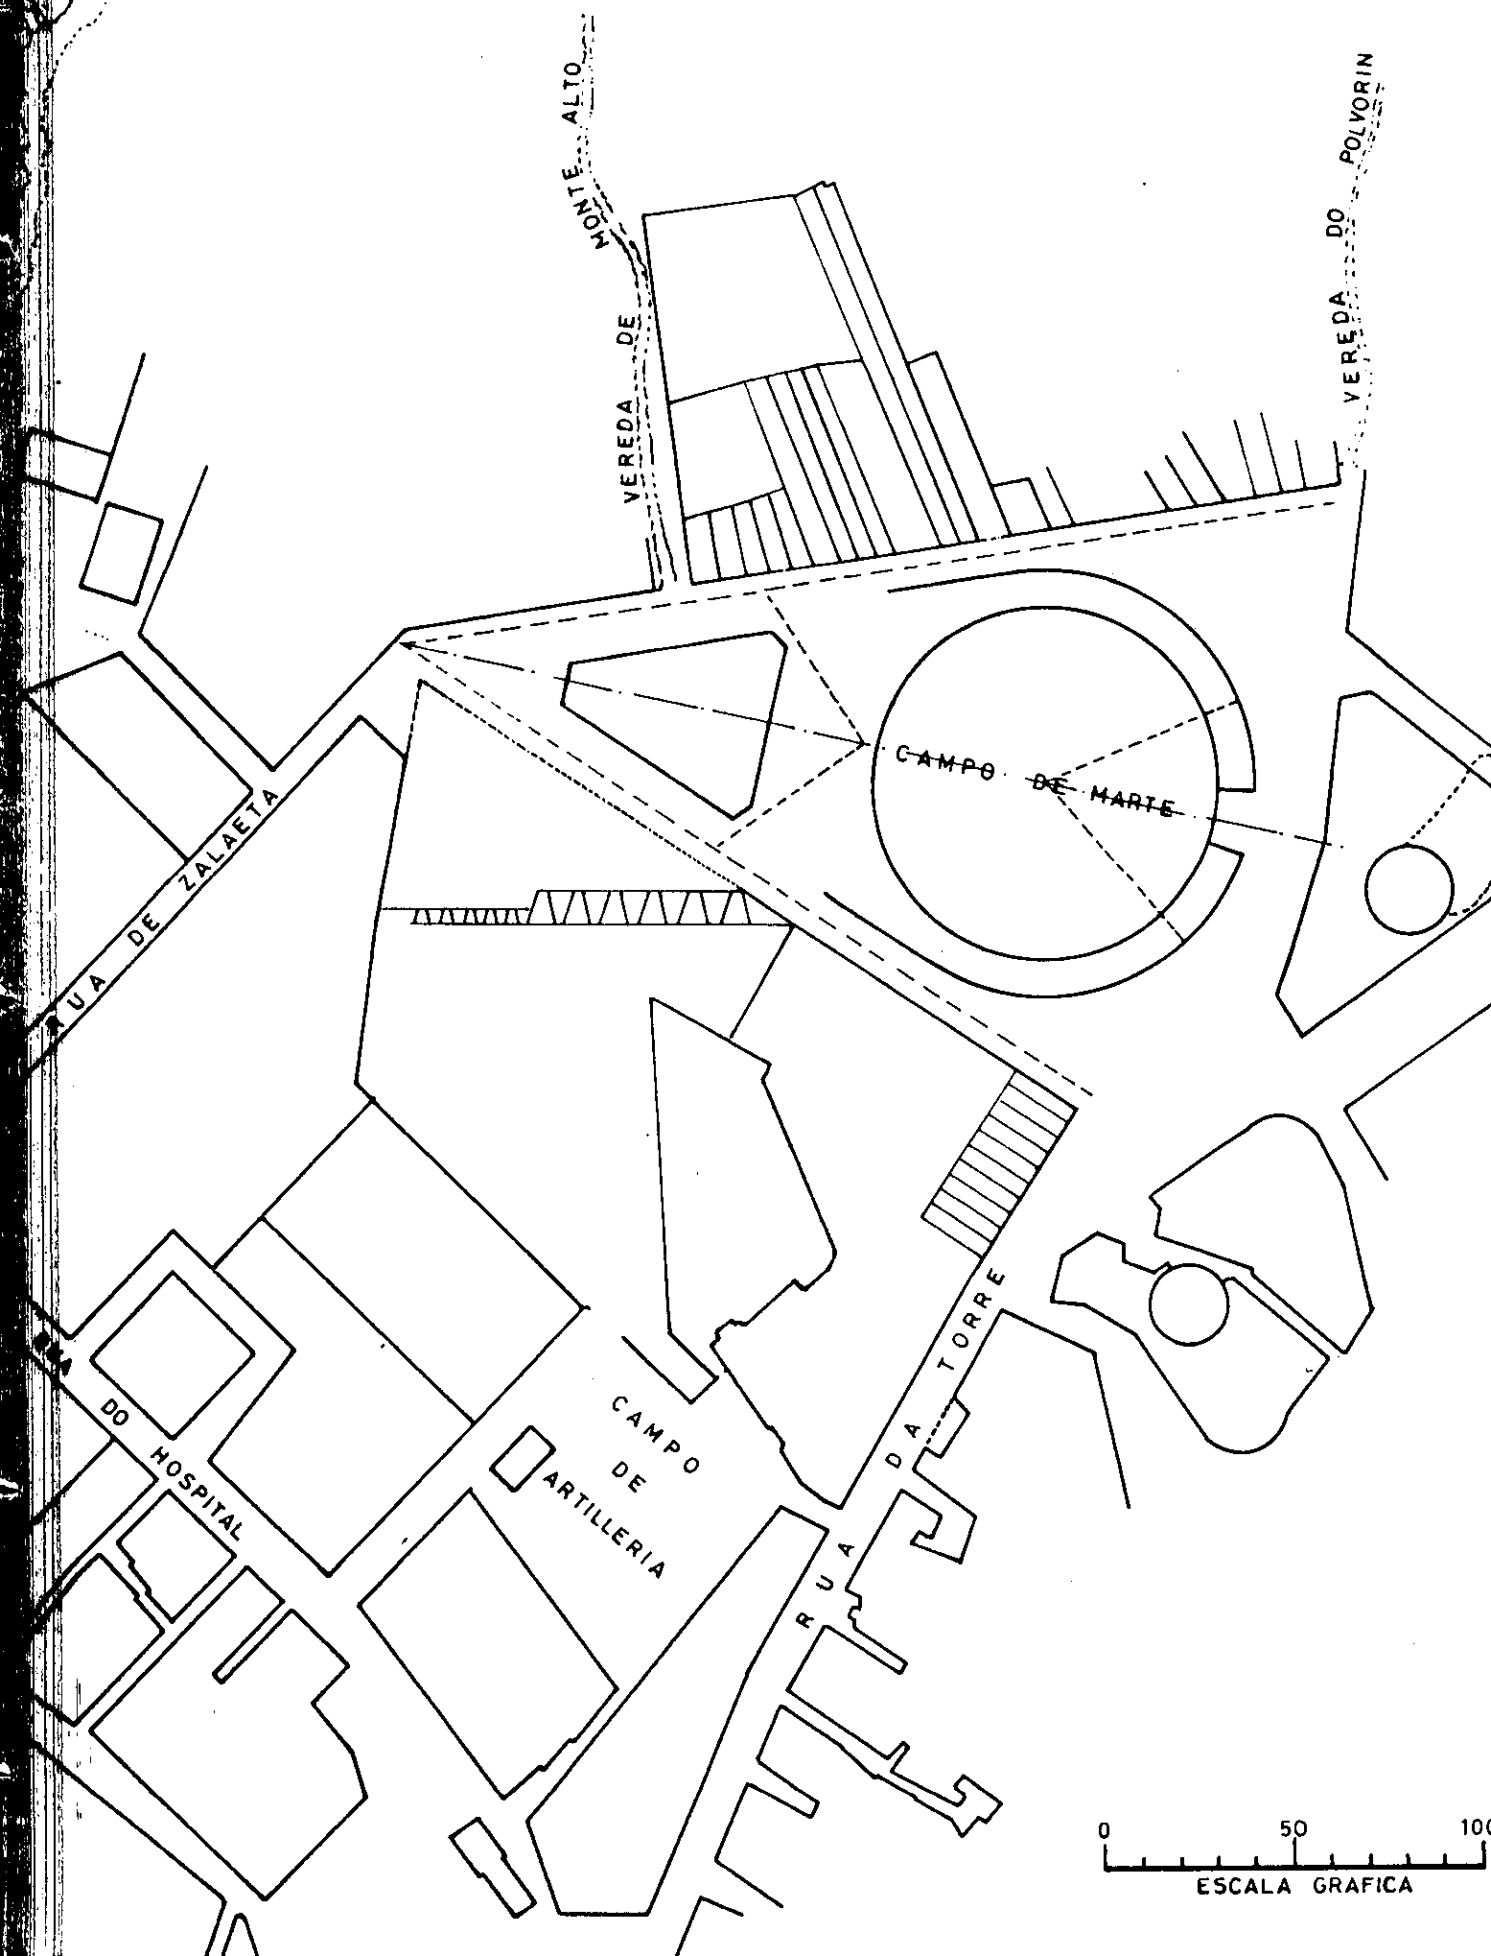 VEREDA DE MONTE ALTO
VEREDA DO POLVORIN
CAMPO DE MARTE
RUA DE ZALAETA
RUA DA TORRE
RUA DO HOSPITAL
CAMPO
DE
ARTILLERIA
0 50 100
ESCALA GRAFICA